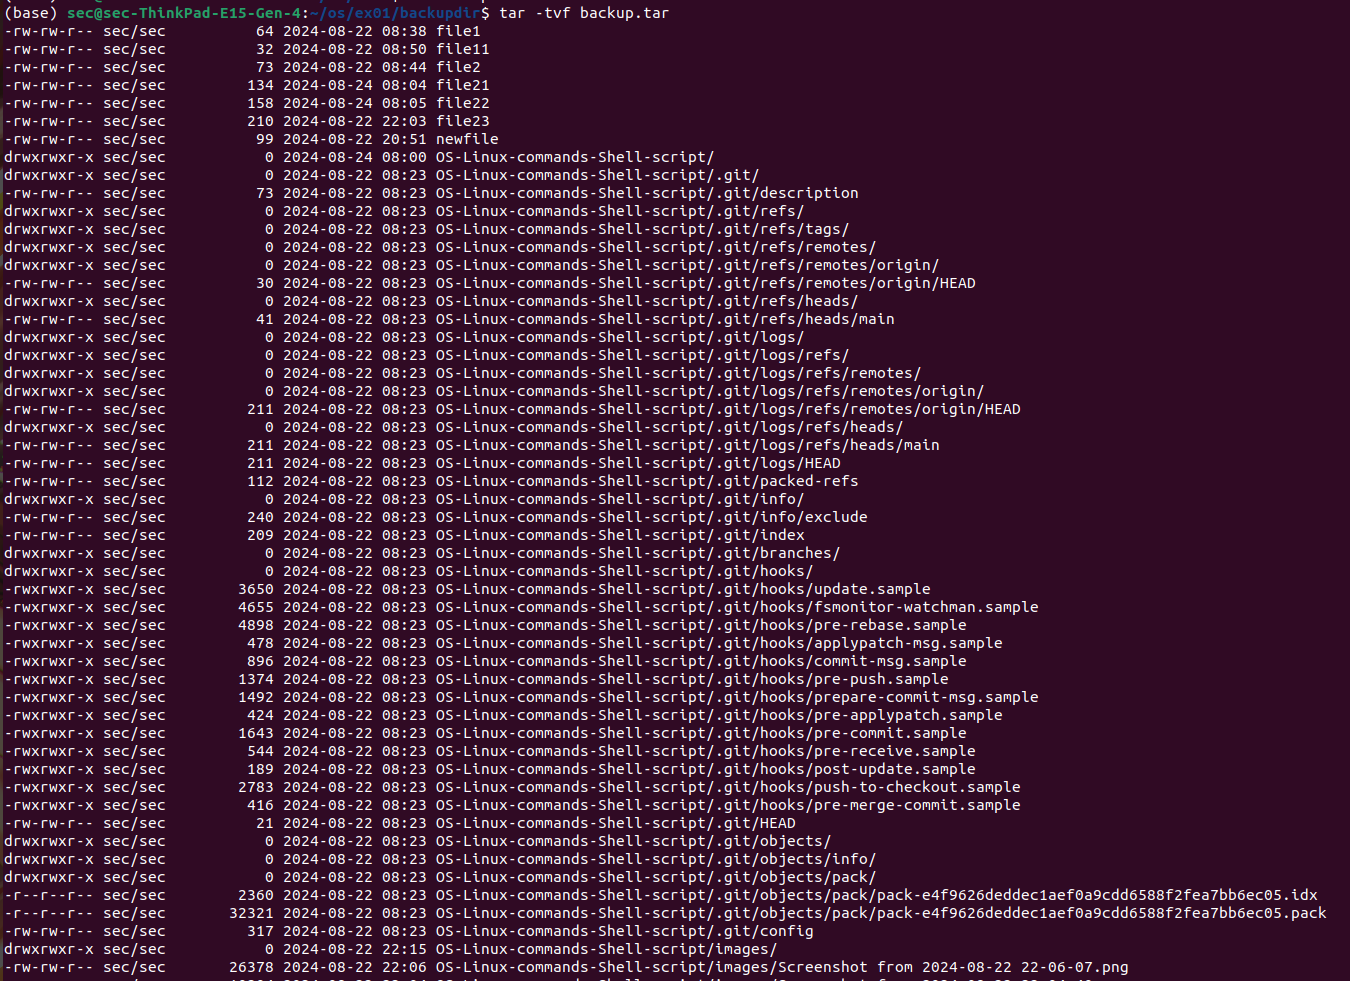 (base) sec@sec-ThinkPad-E15-Gen-4:~/os/ex01/backupdir$ tar -tvf backup.tar
-rw-rw-r-- sec/sec          64 2024-08-22 08:38 file1
-rw-rw-r-- sec/sec          32 2024-08-22 08:50 file11
-rw-rw-r-- sec/sec          73 2024-08-22 08:44 file2
-rw-rw-r-- sec/sec         134 2024-08-24 08:04 file21
-rw-rw-r-- sec/sec         158 2024-08-24 08:05 file22
-rw-rw-r-- sec/sec         210 2024-08-22 22:03 file23
-rw-rw-r-- sec/sec          99 2024-08-22 20:51 newfile
drwxrwxr-x sec/sec           0 2024-08-24 08:00 OS-Linux-commands-Shell-script/
drwxrwxr-x sec/sec           0 2024-08-22 08:23 OS-Linux-commands-Shell-script/.git/
-rw-rw-r-- sec/sec          73 2024-08-22 08:23 OS-Linux-commands-Shell-script/.git/description
drwxrwxr-x sec/sec           0 2024-08-22 08:23 OS-Linux-commands-Shell-script/.git/refs/
drwxrwxr-x sec/sec           0 2024-08-22 08:23 OS-Linux-commands-Shell-script/.git/refs/tags/
drwxrwxr-x sec/sec           0 2024-08-22 08:23 OS-Linux-commands-Shell-script/.git/refs/remotes/
drwxrwxr-x sec/sec           0 2024-08-22 08:23 OS-Linux-commands-Shell-script/.git/refs/remotes/origin/
-rw-rw-r-- sec/sec          30 2024-08-22 08:23 OS-Linux-commands-Shell-script/.git/refs/remotes/origin/HEAD
drwxrwxr-x sec/sec           0 2024-08-22 08:23 OS-Linux-commands-Shell-script/.git/refs/heads/
-rw-rw-r-- sec/sec          41 2024-08-22 08:23 OS-Linux-commands-Shell-script/.git/refs/heads/main
drwxrwxr-x sec/sec           0 2024-08-22 08:23 OS-Linux-commands-Shell-script/.git/logs/
drwxrwxr-x sec/sec           0 2024-08-22 08:23 OS-Linux-commands-Shell-script/.git/logs/refs/
drwxrwxr-x sec/sec           0 2024-08-22 08:23 OS-Linux-commands-Shell-script/.git/logs/refs/remotes/
drwxrwxr-x sec/sec           0 2024-08-22 08:23 OS-Linux-commands-Shell-script/.git/logs/refs/remotes/origin/
-rw-rw-r-- sec/sec         211 2024-08-22 08:23 OS-Linux-commands-Shell-script/.git/logs/refs/remotes/origin/HEAD
drwxrwxr-x sec/sec           0 2024-08-22 08:23 OS-Linux-commands-Shell-script/.git/logs/refs/heads/
-rw-rw-r-- sec/sec         211 2024-08-22 08:23 OS-Linux-commands-Shell-script/.git/logs/refs/heads/main
-rw-rw-r-- sec/sec         211 2024-08-22 08:23 OS-Linux-commands-Shell-script/.git/logs/HEAD
-rw-rw-r-- sec/sec         112 2024-08-22 08:23 OS-Linux-commands-Shell-script/.git/packed-refs
drwxrwxr-x sec/sec           0 2024-08-22 08:23 OS-Linux-commands-Shell-script/.git/info/
-rw-rw-r-- sec/sec         240 2024-08-22 08:23 OS-Linux-commands-Shell-script/.git/info/exclude
-rw-rw-r-- sec/sec         209 2024-08-22 08:23 OS-Linux-commands-Shell-script/.git/index
drwxrwxr-x sec/sec           0 2024-08-22 08:23 OS-Linux-commands-Shell-script/.git/branches/
drwxrwxr-x sec/sec           0 2024-08-22 08:23 OS-Linux-commands-Shell-script/.git/hooks/
-rwxrwxr-x sec/sec        3650 2024-08-22 08:23 OS-Linux-commands-Shell-script/.git/hooks/update.sample
-rwxrwxr-x sec/sec        4655 2024-08-22 08:23 OS-Linux-commands-Shell-script/.git/hooks/fsmonitor-watchman.sample
-rwxrwxr-x sec/sec        4898 2024-08-22 08:23 OS-Linux-commands-Shell-script/.git/hooks/pre-rebase.sample
-rwxrwxr-x sec/sec         478 2024-08-22 08:23 OS-Linux-commands-Shell-script/.git/hooks/applypatch-msg.sample
-rwxrwxr-x sec/sec         896 2024-08-22 08:23 OS-Linux-commands-Shell-script/.git/hooks/commit-msg.sample
-rwxrwxr-x sec/sec        1374 2024-08-22 08:23 OS-Linux-commands-Shell-script/.git/hooks/pre-push.sample
-rwxrwxr-x sec/sec        1492 2024-08-22 08:23 OS-Linux-commands-Shell-script/.git/hooks/prepare-commit-msg.sample
-rwxrwxr-x sec/sec         424 2024-08-22 08:23 OS-Linux-commands-Shell-script/.git/hooks/pre-applypatch.sample
-rwxrwxr-x sec/sec        1643 2024-08-22 08:23 OS-Linux-commands-Shell-script/.git/hooks/pre-commit.sample
-rwxrwxr-x sec/sec         544 2024-08-22 08:23 OS-Linux-commands-Shell-script/.git/hooks/pre-receive.sample
-rwxrwxr-x sec/sec         189 2024-08-22 08:23 OS-Linux-commands-Shell-script/.git/hooks/post-update.sample
-rwxrwxr-x sec/sec        2783 2024-08-22 08:23 OS-Linux-commands-Shell-script/.git/hooks/push-to-checkout.sample
-rwxrwxr-x sec/sec         416 2024-08-22 08:23 OS-Linux-commands-Shell-script/.git/hooks/pre-merge-commit.sample
-rw-rw-r-- sec/sec          21 2024-08-22 08:23 OS-Linux-commands-Shell-script/.git/HEAD
drwxrwxr-x sec/sec           0 2024-08-22 08:23 OS-Linux-commands-Shell-script/.git/objects/
drwxrwxr-x sec/sec           0 2024-08-22 08:23 OS-Linux-commands-Shell-script/.git/objects/info/
drwxrwxr-x sec/sec           0 2024-08-22 08:23 OS-Linux-commands-Shell-script/.git/objects/pack/
-r--r--r-- sec/sec        2360 2024-08-22 08:23 OS-Linux-commands-Shell-script/.git/objects/pack/pack-e4f9626deddec1aef0a9cdd6588f2fea7bb6ec05.idx
-r--r--r-- sec/sec       32321 2024-08-22 08:23 OS-Linux-commands-Shell-script/.git/objects/pack/pack-e4f9626deddec1aef0a9cdd6588f2fea7bb6ec05.pack
-rw-rw-r-- sec/sec         317 2024-08-22 08:23 OS-Linux-commands-Shell-script/.git/config
drwxrwxr-x sec/sec           0 2024-08-22 22:15 OS-Linux-commands-Shell-script/images/
-rw-rw-r-- sec/sec       26378 2024-08-22 22:06 OS-Linux-commands-Shell-script/images/Screenshot from 2024-08-22 22-06-07.png